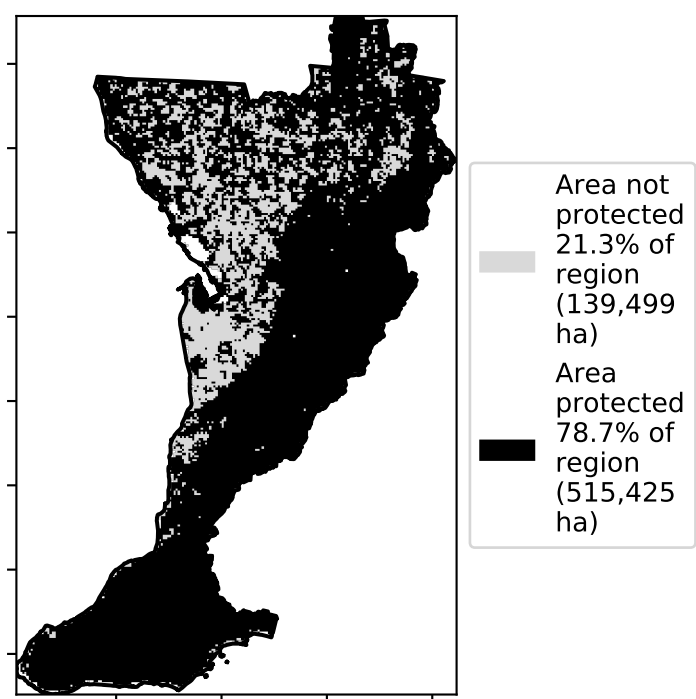 Area not
protected
21.3% of
region
(139,499
ha)
Area
protected
78.7% of
region
(515,425
ha)